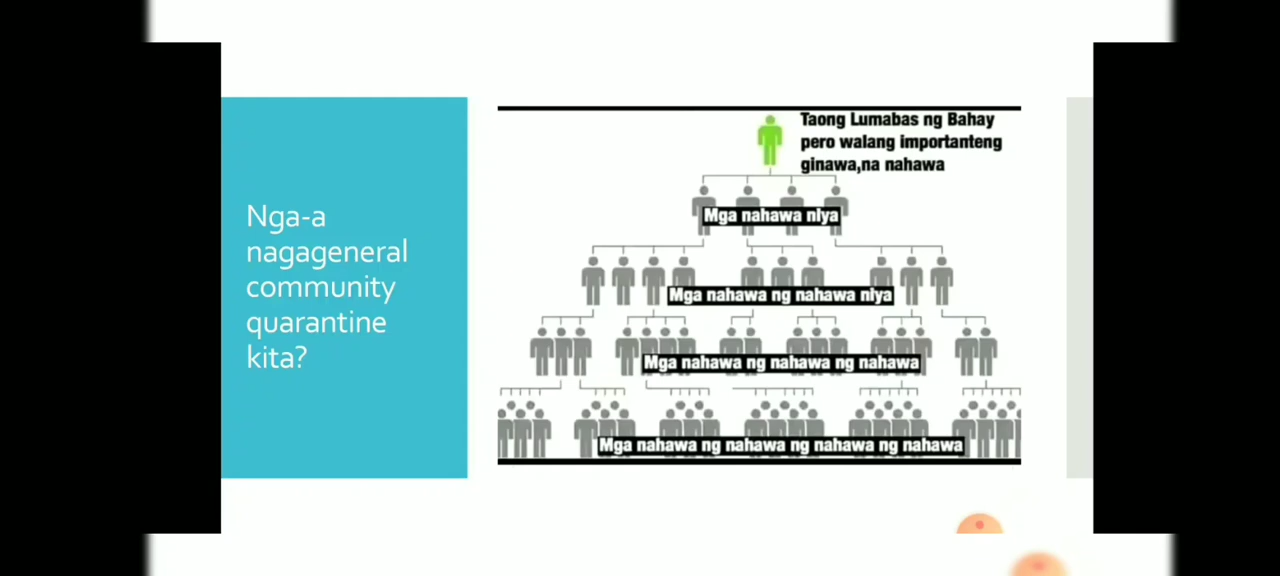 Nga-a
nagageneral
community
quarantine
kita?
Taong Lumabas ng Bahay
pero walang importanteng
ginawa,na nahawa
Mga nahawa niya
Mga nahawa ng nahawa niya
Mga nahawa ng nahawa ng nahawa
Mga nahawa ng nahawa ng nahawa ng nahawa